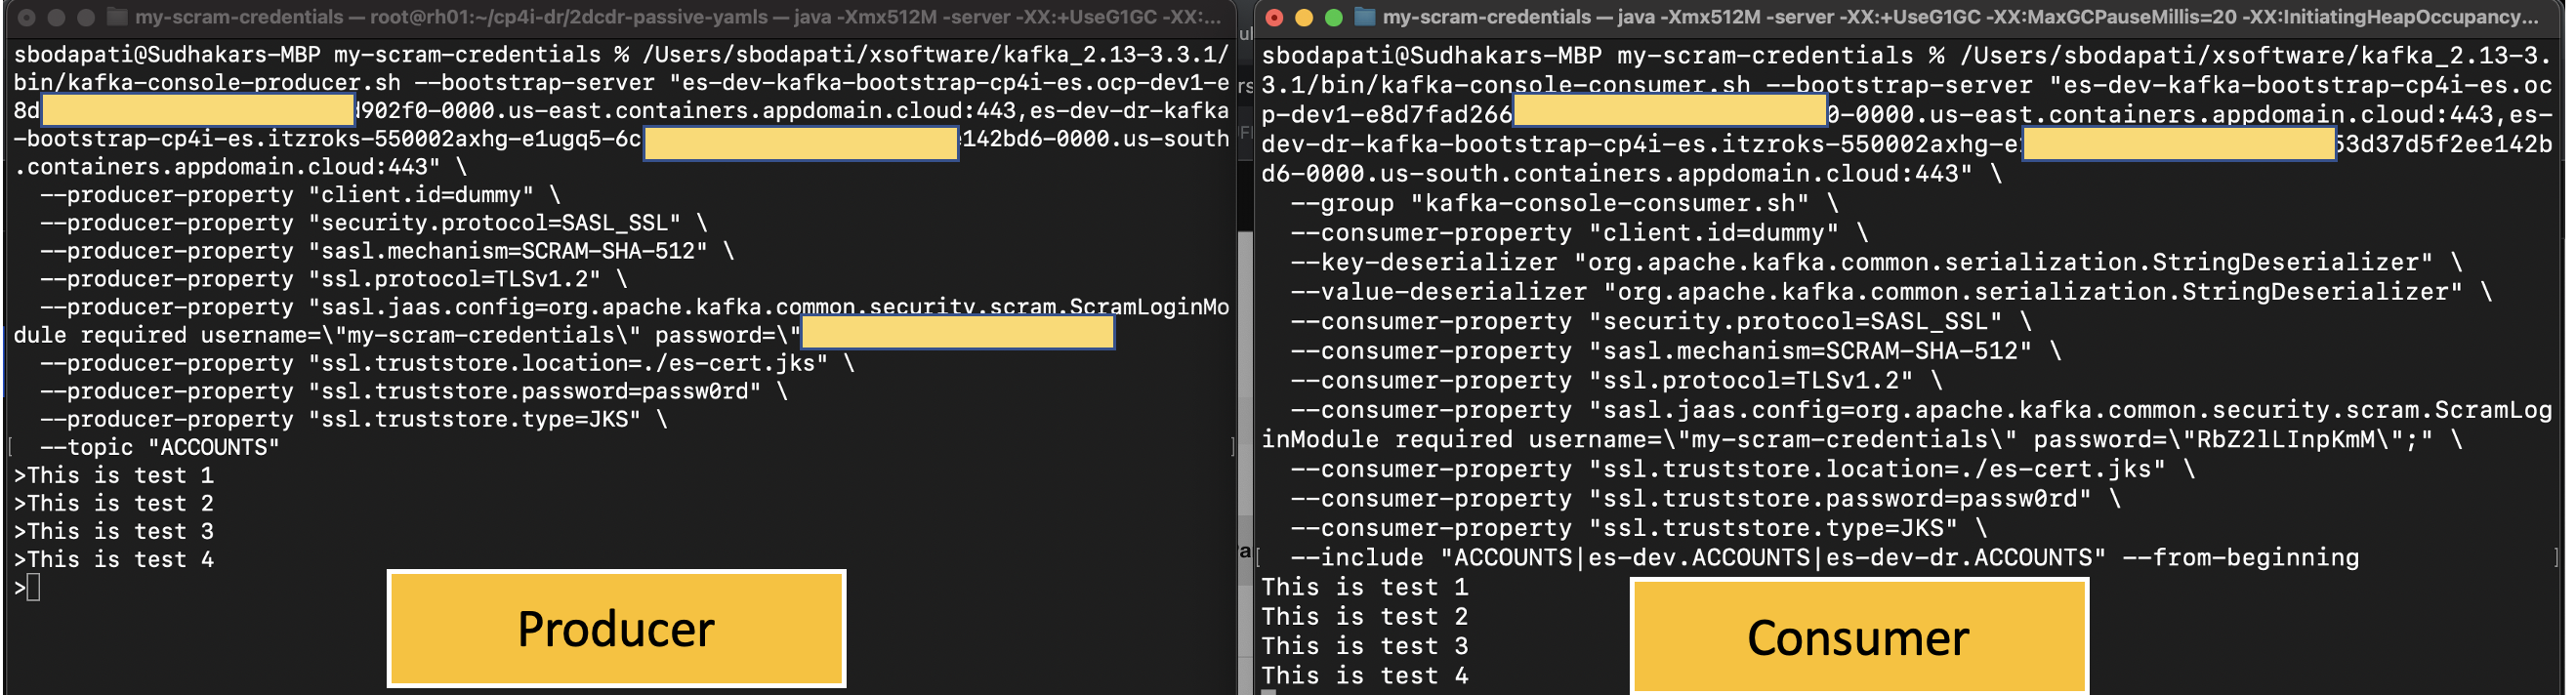 my-scram-credentials — root@rh01:~/cp4i-dr/2dcdr-passive-yamls — java -Xmx512M -server -XX:+UseG1GC -XX:...
sbodapati@Sudhakars-MBP my-scram-credentials % /Users/sbodapati/xsoftware/kafka_2.13-3.3.1/
bin/kafka-console-producer.sh --bootstrap-server "es-dev-kafka-bootstrap-cp4i-es.ocp-dev1-e
8d d902f0-0000.us-east.containers.appdomain.cloud:443,es-dev-dr-kafka
-bootstrap-cp4i-es.itzroks-550002axhg-e1ugq5-6c 142bd6-0000.us-south
.containers.appdomain.cloud:443" \
--producer-property "client.id=dummy" \
--producer-property "security.protocol=SASL_SSL" \
--producer-property "sasl.mechanism=SCRAM-SHA-512" \
--producer-property "ssl.protocol=TLSv1.2" \
--producer-property "sasl.jaas.config=org.apache.kafka.common.security.scram.ScramLoginMo
dule required username=\"my-scram-credentials\" password=\"
--producer-property "ssl.truststore.location=./es-cert.jks" \
--producer-property "ssl.truststore.password=passw0rd" \
--producer-property "ssl.truststore.type=JKS" \
[ --topic "ACCOUNTS" ]
>This is test 1
>This is test 2
>This is test 3
>This is test 4
>
Producer
my-scram-credentials — java -Xmx512M -server -XX:+UseG1GC -XX:MaxGCPauseMillis=20 -XX:InitiatingHeapOccupancy...
sbodapati@Sudhakars-MBP my-scram-credentials % /Users/sbodapati/xsoftware/kafka_2.13-3.
3.1/bin/kafka-console-consumer.sh --bootstrap-server "es-dev-kafka-bootstrap-cp4i-es.oc
p-dev1-e8d7fad266 0-0000.us-east.containers.appdomain.cloud:443,es-
dev-dr-kafka-bootstrap-cp4i-es.itzroks-550002axhg-e 53d37d5f2ee142b
d6-0000.us-south.containers.appdomain.cloud:443" \
--group "kafka-console-consumer.sh" \
--consumer-property "client.id=dummy" \
--key-deserializer "org.apache.kafka.common.serialization.StringDeserializer" \
--value-deserializer "org.apache.kafka.common.serialization.StringDeserializer" \
--consumer-property "security.protocol=SASL_SSL" \
--consumer-property "sasl.mechanism=SCRAM-SHA-512" \
--consumer-property "ssl.protocol=TLSv1.2" \
--consumer-property "sasl.jaas.config=org.apache.kafka.common.security.scram.ScramLog
inModule required username=\"my-scram-credentials\" password=\"RbZ2lLInpKmM\";" \
--consumer-property "ssl.truststore.location=./es-cert.jks" \
--consumer-property "ssl.truststore.password=passw0rd" \
--consumer-property "ssl.truststore.type=JKS" \
[ --include "ACCOUNTS|es-dev.ACCOUNTS|es-dev-dr.ACCOUNTS" --from-beginning ]
This is test 1
This is test 2
This is test 3
This is test 4
Consumer